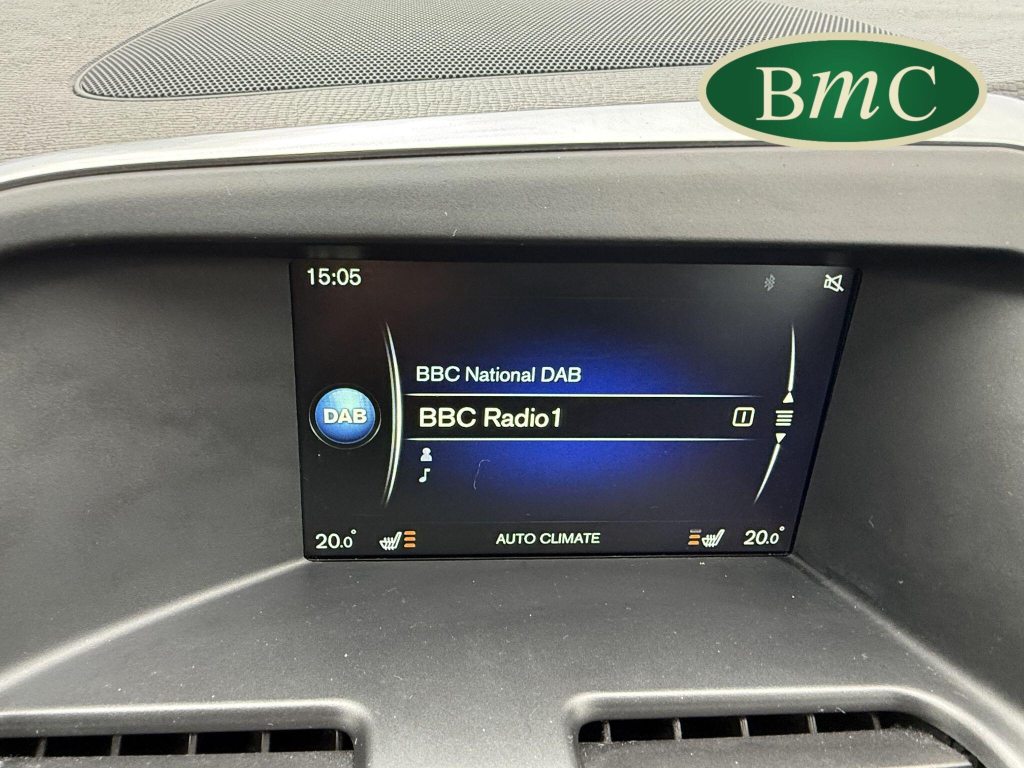 BmC
15:05
BBC National DAB
DAB
BBC Radio1
20.0°
AUTO CLIMATE
20.0°